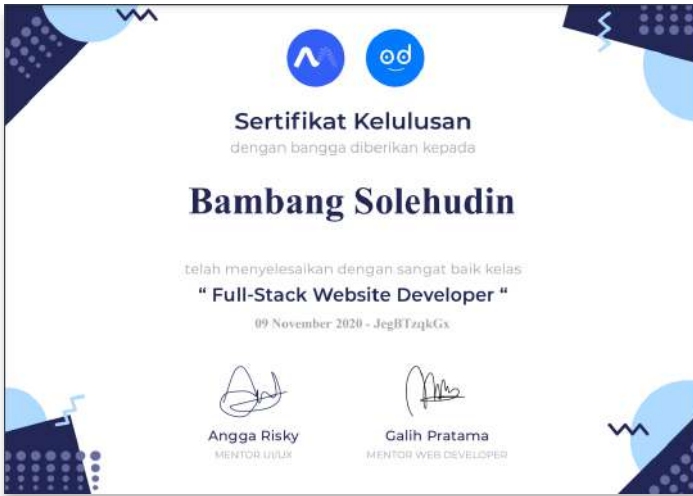 Sertifikat Kelulusan
dengan bangga diberikan kepada
Bambang Solehudin
telah menyelesaikan dengan sangat baik kelas
“ Full-Stack Website Developer “
09 November 2020 - JegBTzqkGx
Angga Risky
MENTOR UI/UX
Galih Pratama
MENTOR WEB DEVELOPER